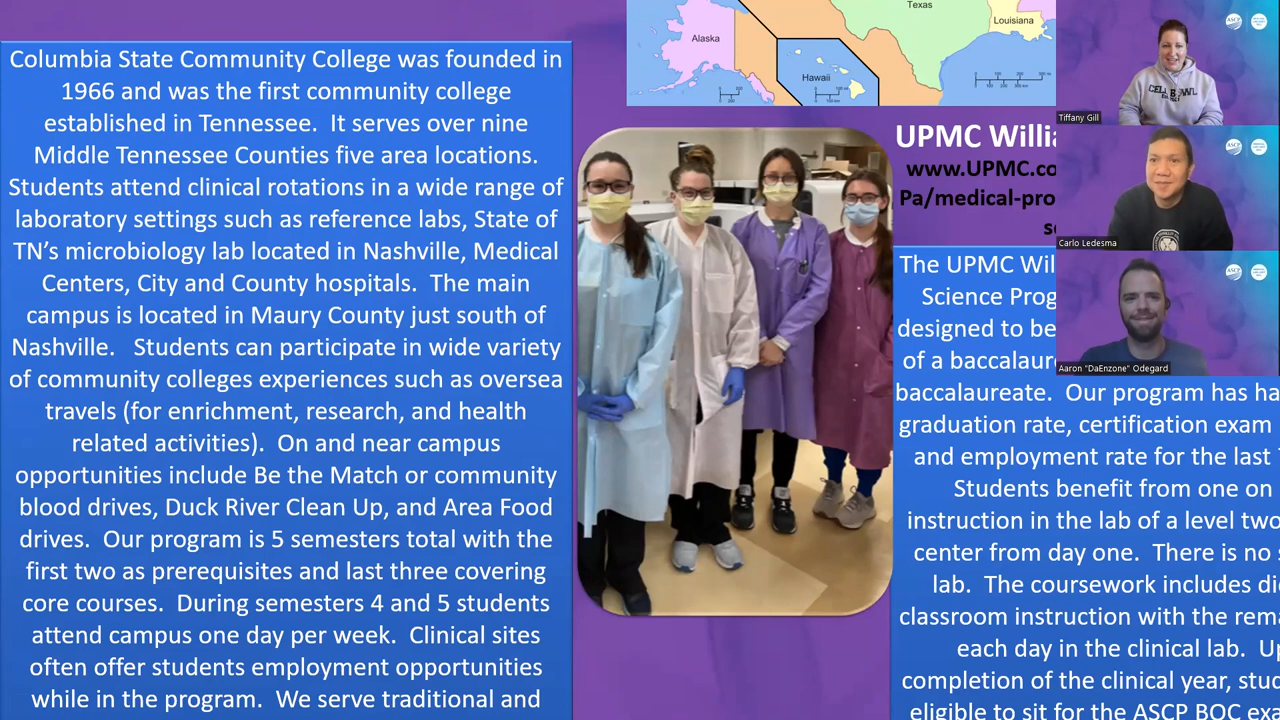 Columbia State Community College was founded in
1966 and was the first community college
established in Tennessee.  It serves over nine
Middle Tennessee Counties five area locations.
Students attend clinical rotations in a wide range of
laboratory settings such as reference labs, State of
TN’s microbiology lab located in Nashville, Medical
Centers, City and County hospitals.  The main
campus is located in Maury County just south of
Nashville.   Students can participate in wide variety
of community colleges experiences such as oversea
travels (for enrichment, research, and health
related activities).  On and near campus
opportunities include Be the Match or community
blood drives, Duck River Clean Up, and Area Food
drives.  Our program is 5 semesters total with the
first two as prerequisites and last three covering
core courses.  During semesters 4 and 5 students
attend campus one day per week.  Clinical sites
often offer students employment opportunities
while in the program.  We serve traditional and
Alaska
Hawaii
Texas
Louisiana
UPMC Willia
www.UPMC.co
Pa/medical-pro
The UPMC Wil
Science Prog
designed to be
of a baccalaure
baccalaureate.  Our program has ha
graduation rate, certification exam
and employment rate for the last
Students benefit from one on
instruction in the lab of a level two
center from day one.  There is no
lab.  The coursework includes di
classroom instruction with the rema
each day in the clinical lab.  Up
completion of the clinical year, stud
eligible to sit for the ASCP BOC exa
ASCP
CELL B WL
Tiffany Gill
ASCP
Carlo Ledesma
ASCP
Aaron "DaEnzone" Odegard